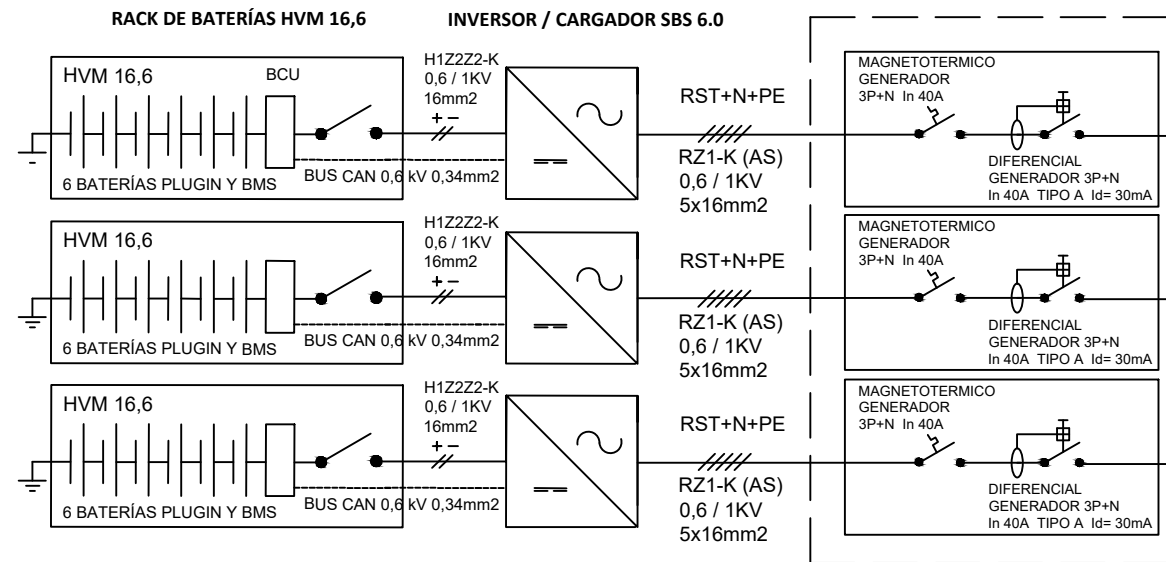 RACK DE BATERÍAS HVM 16,6
INVERSOR / CARGADOR SBS 6.0
HVM 16,6
BCU
6 BATERÍAS PLUGIN Y BMS
BUS CAN 0,6 kV 0,34mm2
H1Z2Z2-K
0,6 / 1KV
16mm2
+ –
RST+N+PE
RZ1-K (AS)
0,6 / 1KV
5x16mm2
MAGNETOTERMICO
GENERADOR
3P+N In 40A
DIFERENCIAL
GENERADOR 3P+N
In 40A TIPO A Id= 30mA
HVM 16,6
6 BATERÍAS PLUGIN Y BMS
BUS CAN 0,6 kV 0,34mm2
H1Z2Z2-K
0,6 / 1KV
16mm2
+ –
RST+N+PE
RZ1-K (AS)
0,6 / 1KV
5x16mm2
MAGNETOTERMICO
GENERADOR
3P+N In 40A
DIFERENCIAL
GENERADOR 3P+N
In 40A TIPO A Id= 30mA
HVM 16,6
6 BATERÍAS PLUGIN Y BMS
BUS CAN 0,6 kV 0,34mm2
H1Z2Z2-K
0,6 / 1KV
16mm2
+ –
RST+N+PE
RZ1-K (AS)
0,6 / 1KV
5x16mm2
MAGNETOTERMICO
GENERADOR
3P+N In 40A
DIFERENCIAL
GENERADOR 3P+N
In 40A TIPO A Id= 30mA